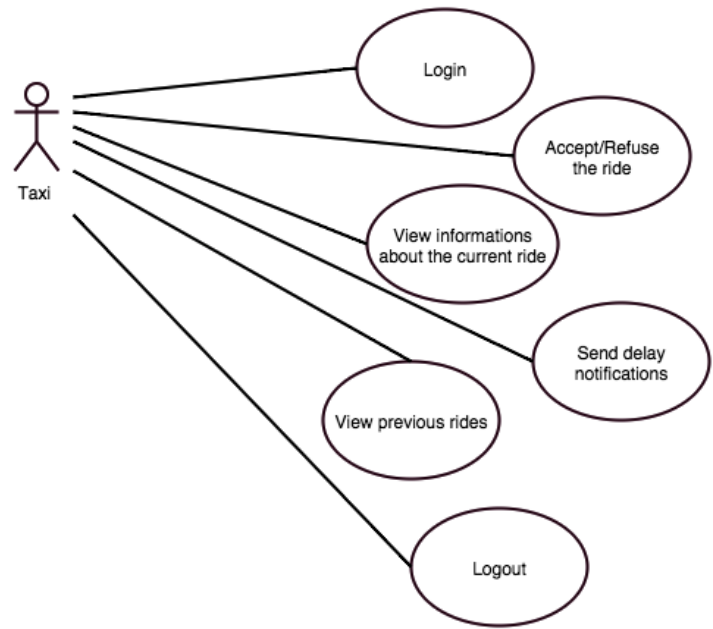 Login
Accept/Refuse
the ride
Taxi
View informations
about the current ride
Send delay
notifications
View previous rides
Logout